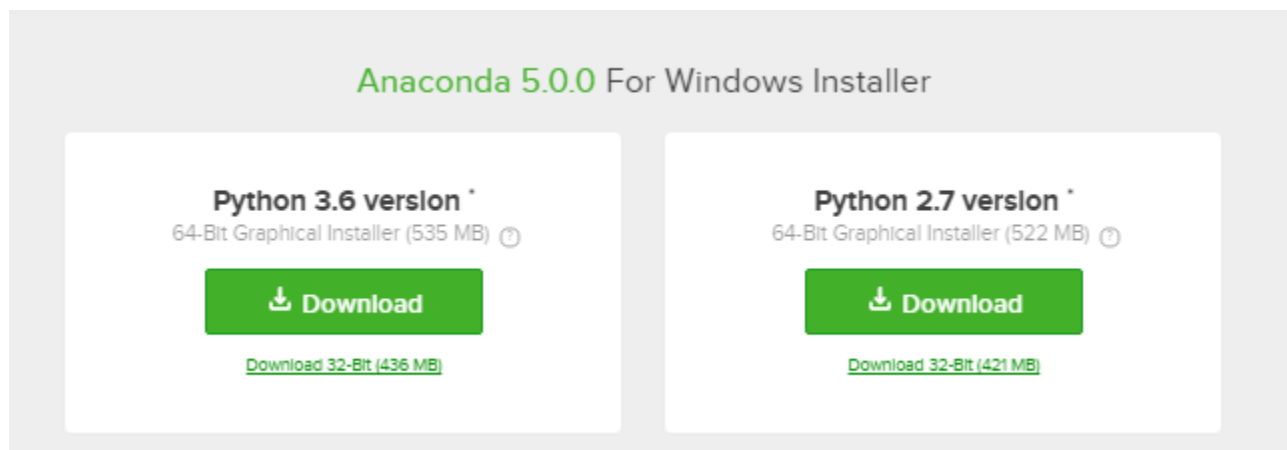 Anaconda 5.0.0 For Windows Installer
Python 3.6 version *
64-Bit Graphical Installer (535 MB) ?
Download
Download 32-Bit (436 MB)
Python 2.7 version *
64-Bit Graphical Installer (522 MB) ?
Download
Download 32-Bit (421 MB)